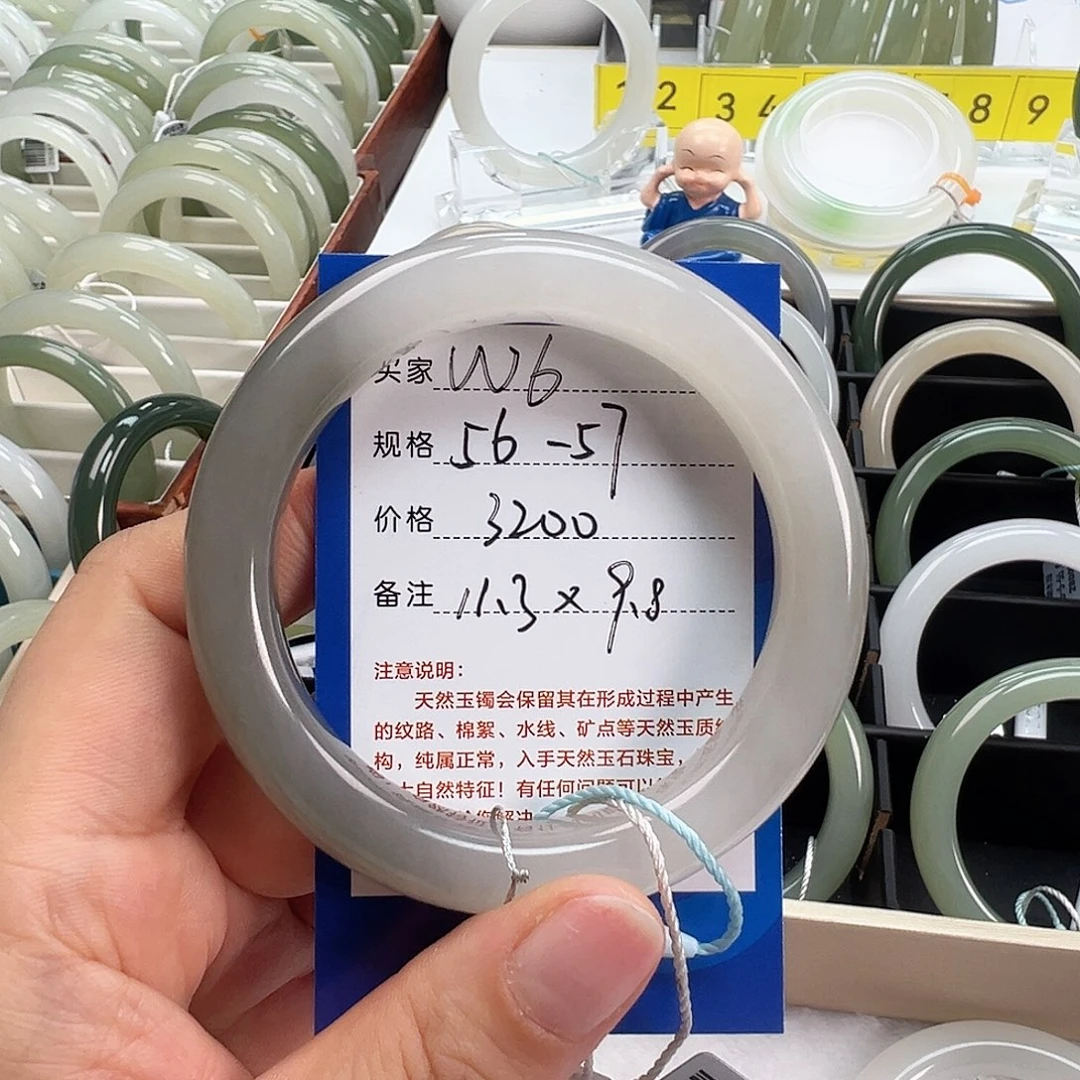 2 3 4 8 9
买家 W6
规格 56-57
价格 3200
备注 11.3×9.8
注意说明:
天然玉镯会保留其在形成过程中产生
的纹路、棉絮、水线、矿点等天然玉质
构，纯属正常，入手天然玉石珠宝，
自然特征！有任何问题可以
解决